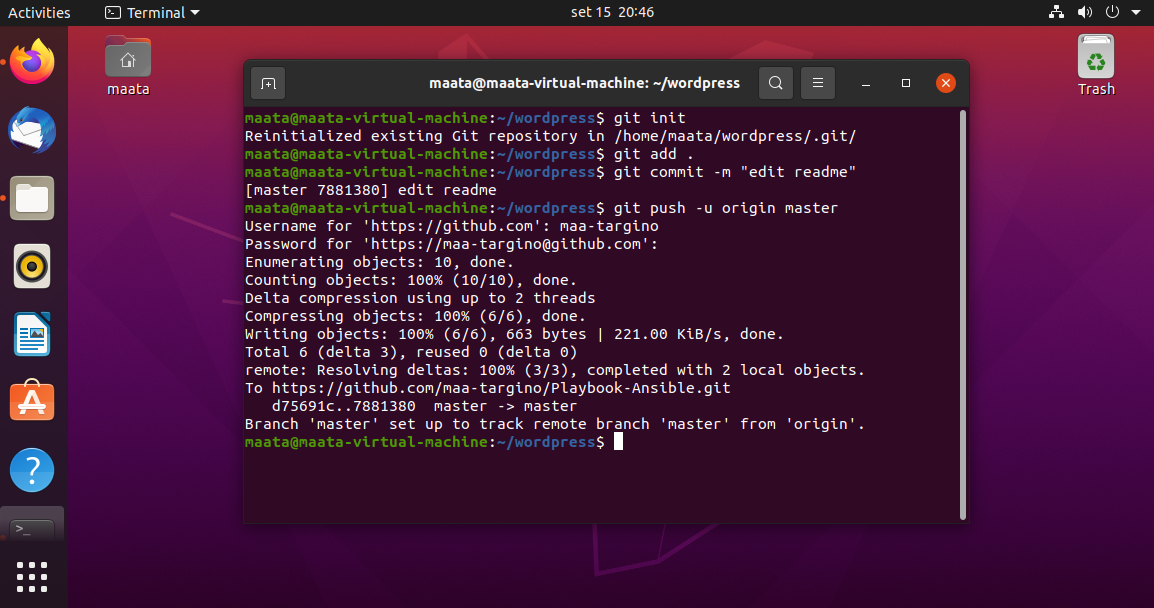 Activities
Terminal
set 15 20:46
maata
Trash
maata@maata-virtual-machine: ~/wordpress
maata@maata-virtual-machine:~/wordpress$ git init
Reinitialized existing Git repository in /home/maata/wordpress/.git/
maata@maata-virtual-machine:~/wordpress$ git add .
maata@maata-virtual-machine:~/wordpress$ git commit -m "edit readme"
[master 7881380] edit readme
maata@maata-virtual-machine:~/wordpress$ git push -u origin master
Username for 'https://github.com': maa-targino
Password for 'https://maa-targino@github.com':
Enumerating objects: 10, done.
Counting objects: 100% (10/10), done.
Delta compression using up to 2 threads
Compressing objects: 100% (6/6), done.
Writing objects: 100% (6/6), 663 bytes | 221.00 KiB/s, done.
Total 6 (delta 3), reused 0 (delta 0)
remote: Resolving deltas: 100% (3/3), completed with 2 local objects.
To https://github.com/maa-targino/Playbook-Ansible.git
   d75691c..7881380  master -> master
Branch 'master' set up to track remote branch 'master' from 'origin'.
maata@maata-virtual-machine:~/wordpress$